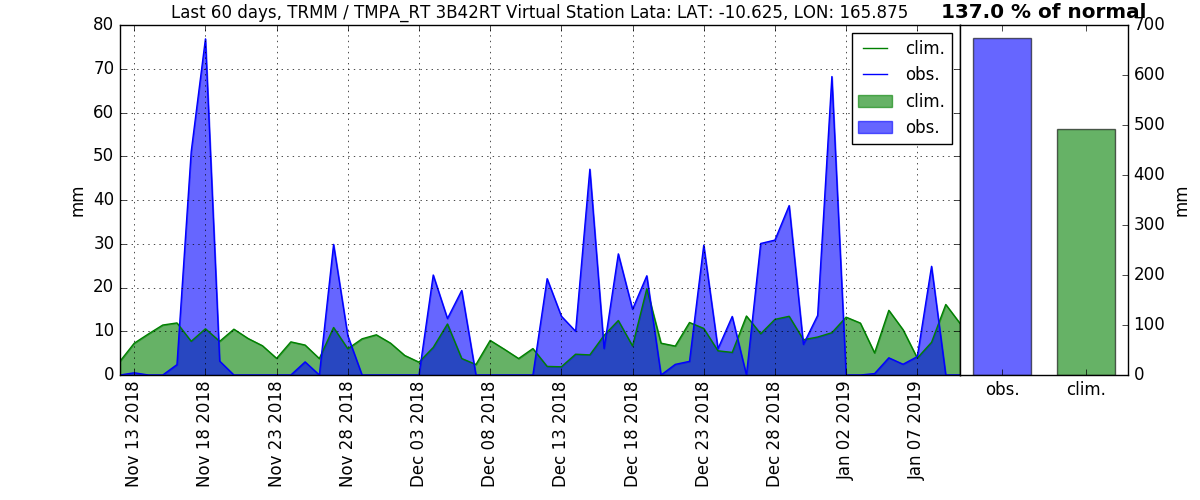 Last 60 days, TRMM / TMPA_RT 3B42RT Virtual Station Lata: LAT: -10.625, LON: 165.875
137.0 % of normal
80
70
60
50
40
30
20
10
0
mm
clim.
obs.
clim.
obs.
700
600
500
400
300
200
100
0
mm
Nov 13 2018
Nov 18 2018
Nov 23 2018
Nov 28 2018
Dec 03 2018
Dec 08 2018
Dec 13 2018
Dec 18 2018
Dec 23 2018
Dec 28 2018
Jan 02 2019
Jan 07 2019
obs.
clim.